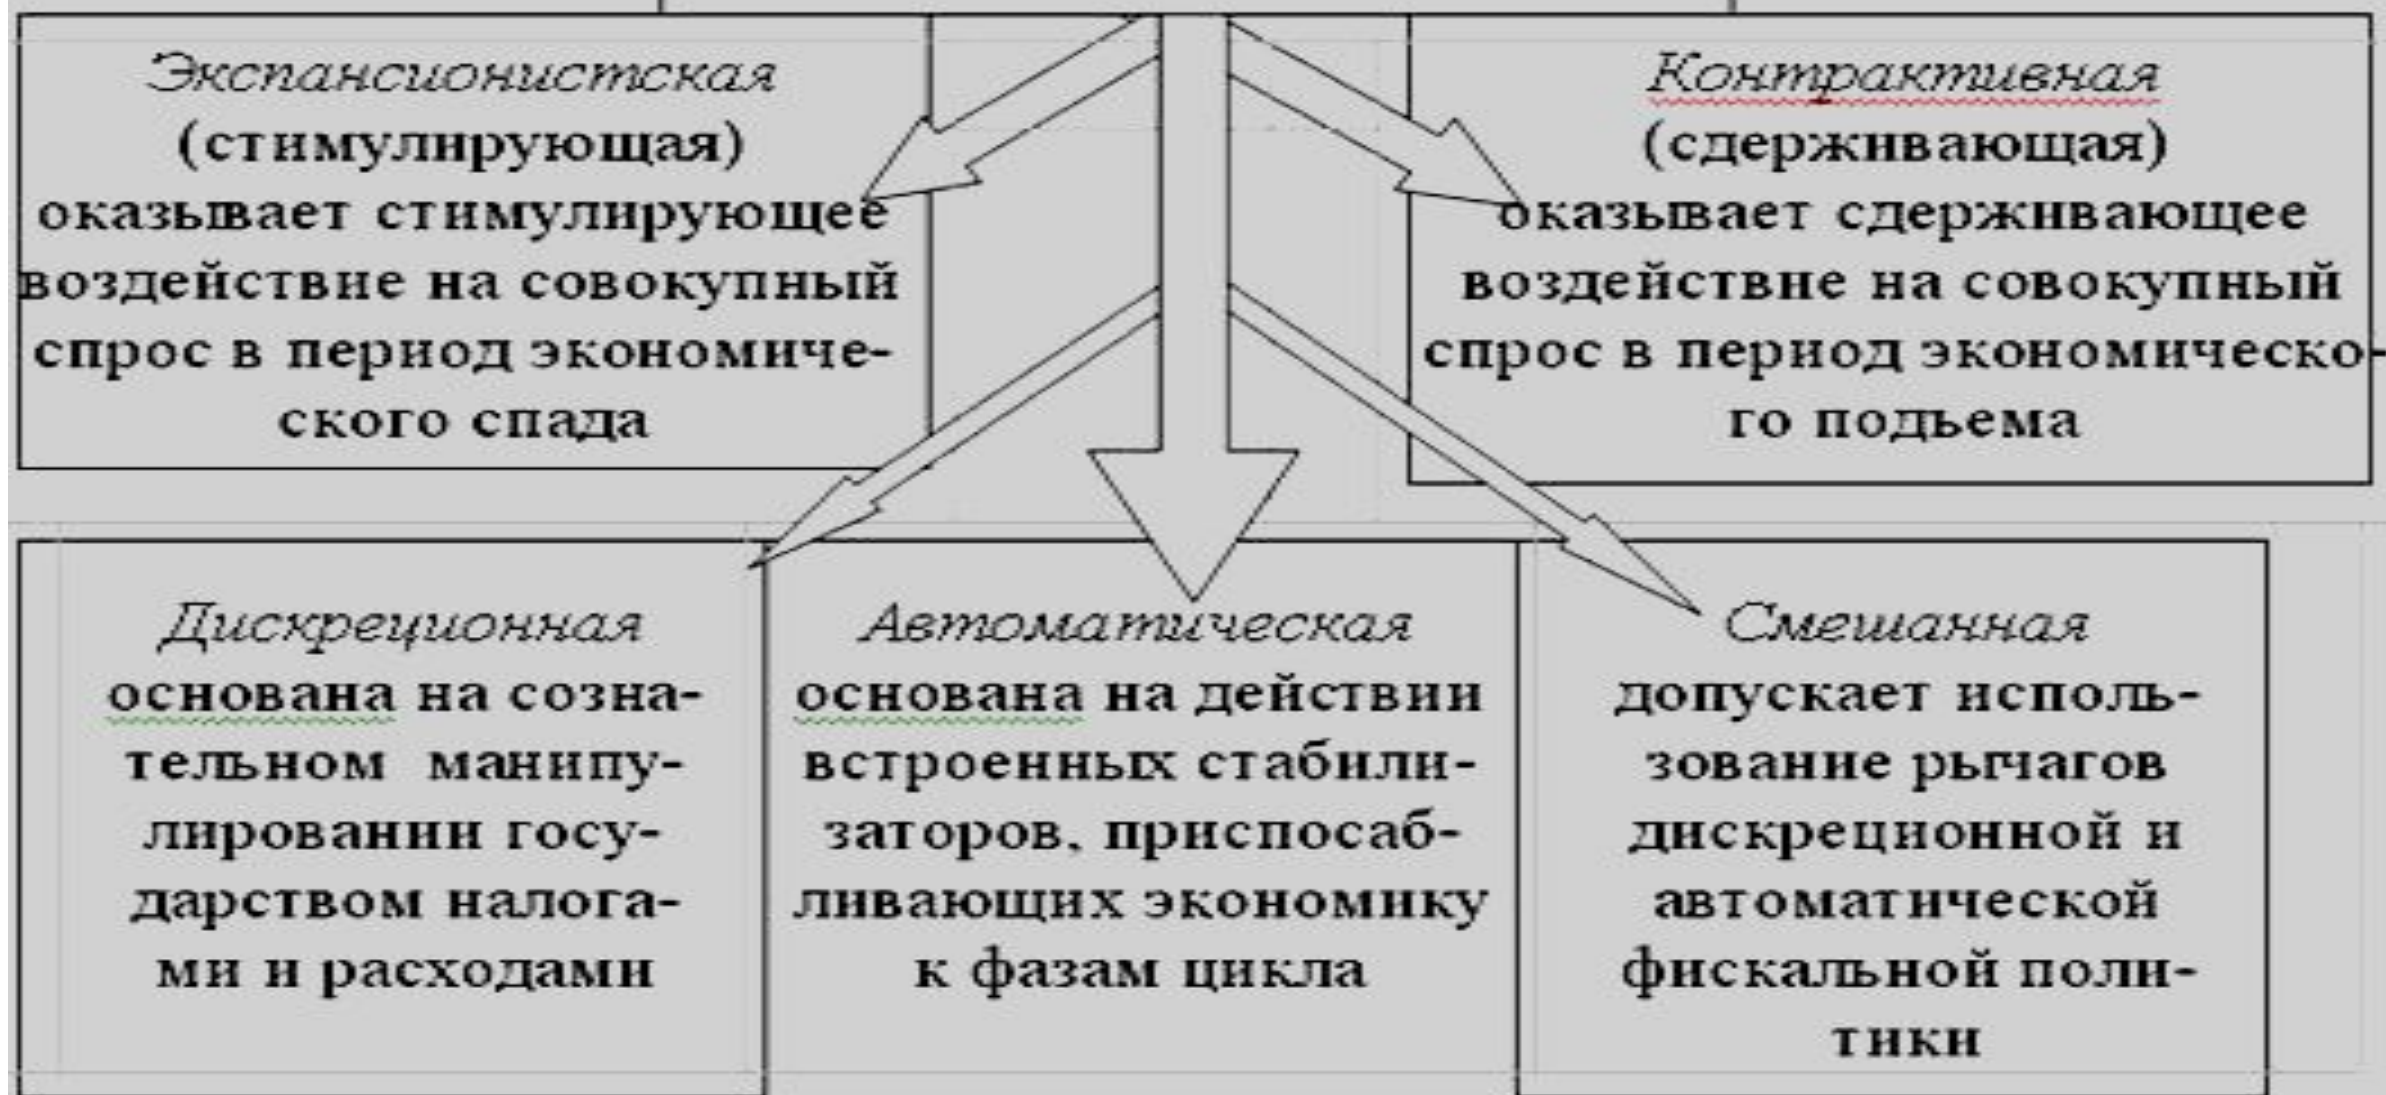 Экспансионистская
(стимулирующая)
оказывает стимулирующее
воздействие на совокупный
спрос в период экономиче-
ского спада
Контрактивная
(сдерживающая)
оказывает сдерживающее
воздействие на совокупный
спрос в период экономическо-
го подъема
Дискреционная
основана на созна-
тельном манипу-
лировании госу-
дарством налога-
ми и расходами
Автоматическая
основана на действии
встроенных стабили-
заторов, приспосаб-
ливающих экономику
к фазам цикла
Смешанная
допускает исполь-
зование рычагов
дискреционной и
автоматической
фискальной поли-
тики